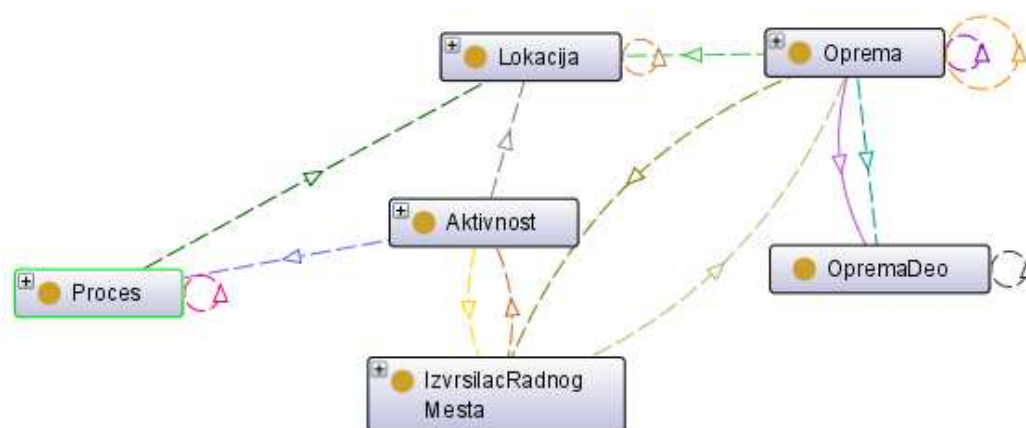 Lokacija
Oprema
Aktivnost
OpremaDeo
Proces
IzvrsilacRadnog
Mesta